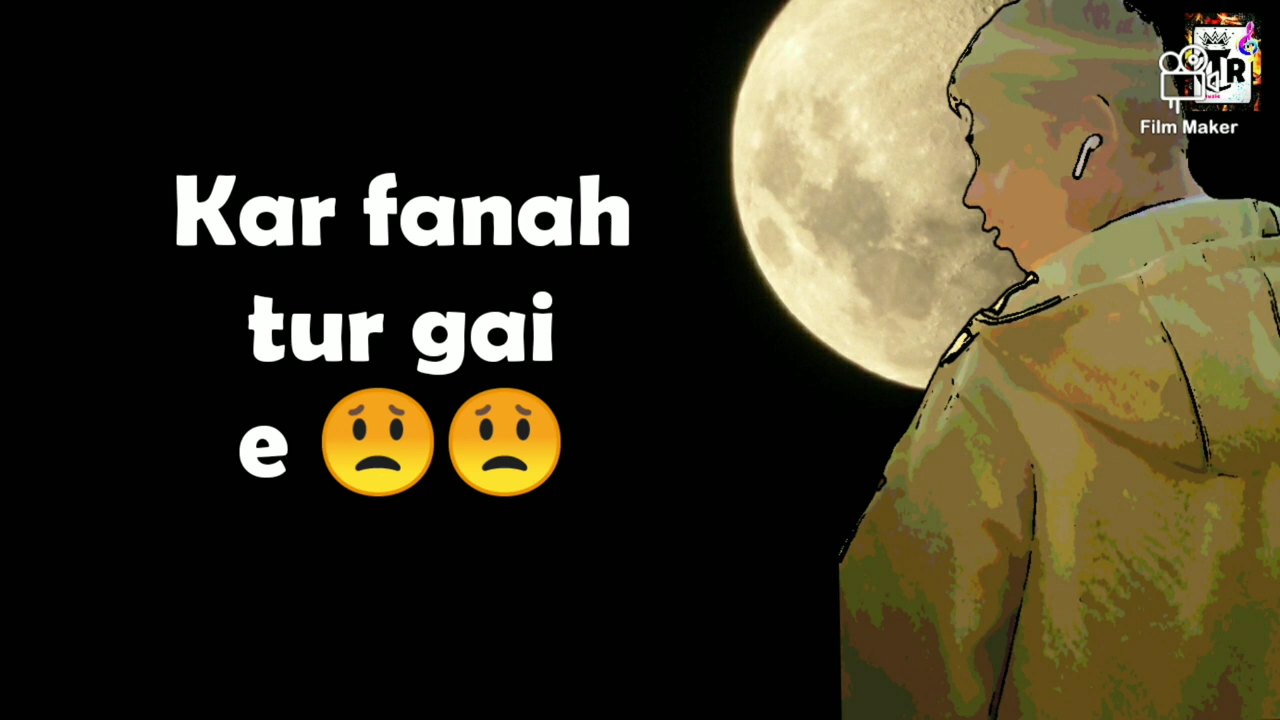 Kar fanah
tur gai
e 😟😟
Film Maker